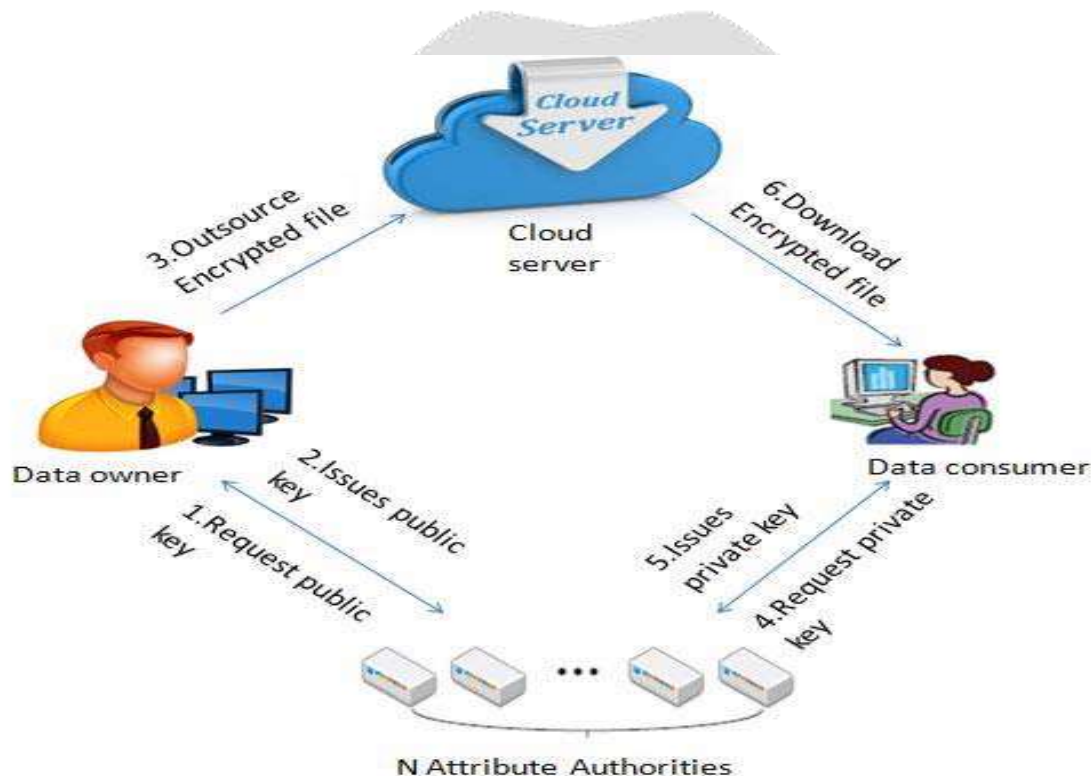 Cloud
Server
Cloud
server
3.Outsource
Encrypted file
6.Download
Encrypted file
Data owner
Data consumer
2.Issues public
key
1.Request public
key
5.Issues
private key
4.Request private
key
...
N Attribute Authorities